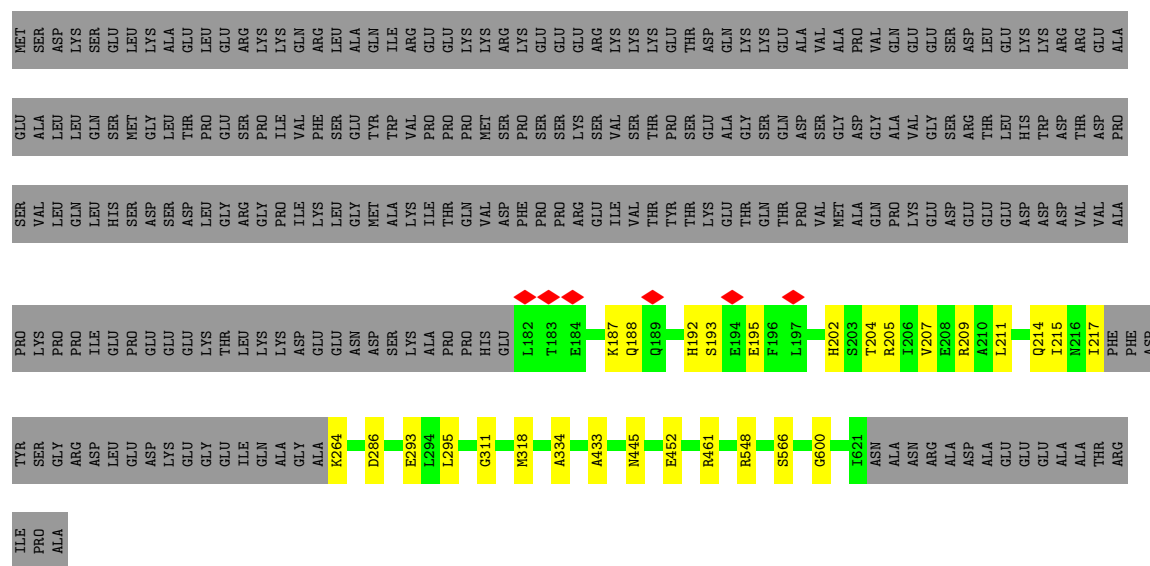 MET SER ASP LYS SER GLU LEU LYS ALA GLU LEU GLU ARG LYS LYS GLN ARG LEU ALA GLN ILE ARG GLU GLU LYS LYS ARG LYS GLU GLU GLU ARG LYS LYS LYS GLU THR ASP GLN LYS LYS GLU ALA VAL ALA PRO VAL GLN GLU GLU SER ASP LEU GLU LYS LYS ARG ARG GLU ALA
GLU ALA LEU LEU GLN SER MET GLY LEU THR PRO GLU SER PRO ILE VAL PHE SER GLU TYR TRP VAL PRO PRO PRO MET SER PRO SER SER LYS SER VAL SER THR PRO SER GLU ALA GLY SER GLN ASP SER GLY ASP GLY ALA VAL GLY SER ARG THR LEU HIS TRP ASP THR ASP PRO
SER VAL LEU GLN LEU HIS SER ASP SER ASP LEU GLY ARG GLY PRO ILE LYS LEU GLY MET ALA LYS ILE THR GLN VAL ASP PHE PRO PRO ARG GLU ILE VAL THR TYR THR LYS GLU THR GLN THR PRO VAL MET ALA GLN PRO LYS GLU ASP GLU GLU GLU ASP ASP ASP VAL VAL ALA
PRO LYS PRO PRO ILE GLU PRO GLU GLU GLU LYS THR LEU LYS LYS ASP GLU GLU ASN ASP SER LYS ALA PRO PRO HIS GLU L182 T183 E184 K187 Q188 Q189 H192 S193 E194 E195 F196 L197 H202 S203 T204 R205 I206 V207 E208 R209 A210 L211 Q214 I215 N216 I217 PHE PHE ASP
TYR SER GLY ARG ASP LEU GLU ASP LYS GLU GLY GLU ILE GLN ALA GLY ALA K264 D286 E293 L294 L295 G311 M318 A334 A433 N445 E452 R461 R548 S566 G600 I621 ASN ALA ASN ARG ALA ASP ALA GLU GLU GLU ALA ALA THR ARG
ILE PRO ALA